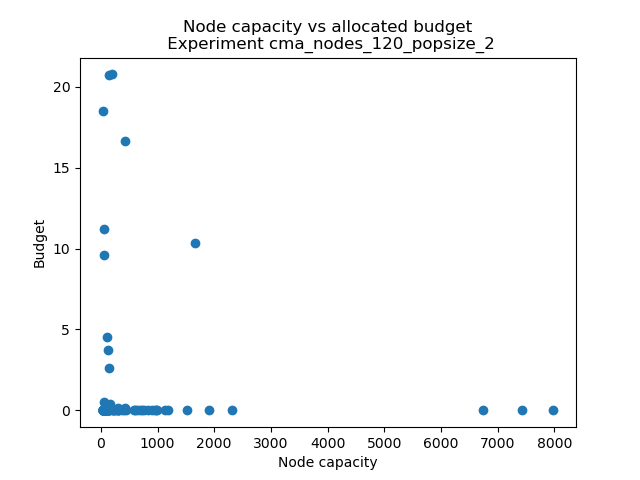 Node capacity vs allocated budget
Experiment cma_nodes_120_popsize_2
Budget
20
15
10
5
0
0 1000 2000 3000 4000 5000 6000 7000 8000
Node capacity